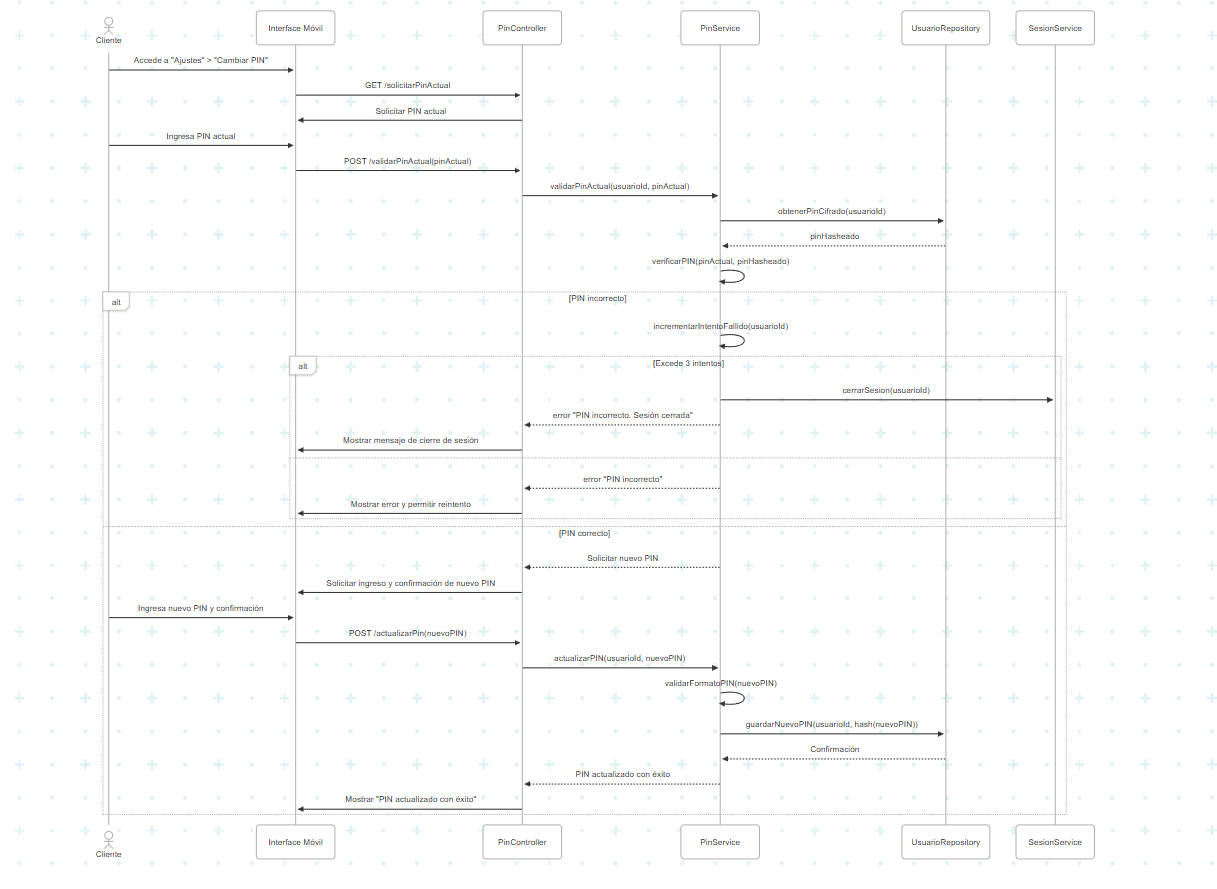 Cliente
Interface Móvil
PinController
PinService
UsuarioRepository
SesionService
Accede a "Ajustes" > "Cambiar PIN"
GET /solicitarPinActual
Solicitar PIN actual
Ingresa PIN actual
POST /validarPinActual(pinActual)
validarPinActual(usuarioId, pinActual)
obtenerPinCifrado(usuarioId)
pinHasheado
verificarPIN(pinActual, pinHasheado)
alt
[PIN incorrecto]
incrementarIntentoFallido(usuarioId)
alt
[Excede 3 intentos]
cerrarSesion(usuarioId)
error "PIN incorrecto. Sesión cerrada"
Mostrar mensaje de cierre de sesión
error "PIN incorrecto"
Mostrar error y permitir reintento
[PIN correcto]
Solicitar nuevo PIN
Solicitar ingreso y confirmación de nuevo PIN
Ingresa nuevo PIN y confirmación
POST /actualizarPin(nuevoPIN)
actualizarPIN(usuarioId, nuevoPIN)
validarFormatoPIN(nuevoPIN)
guardarNuevoPIN(usuarioId, hash(nuevoPIN))
Confirmación
PIN actualizado con éxito
Mostrar "PIN actualizado con éxito"
Cliente
Interface Móvil
PinController
PinService
UsuarioRepository
SesionService